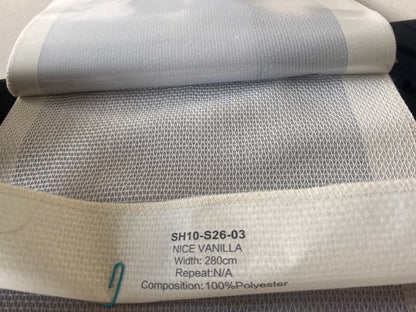 SH10-S26-03
NICE VANILLA
Width: 280cm
Repeat:N/A
Composition: 100%Polyester